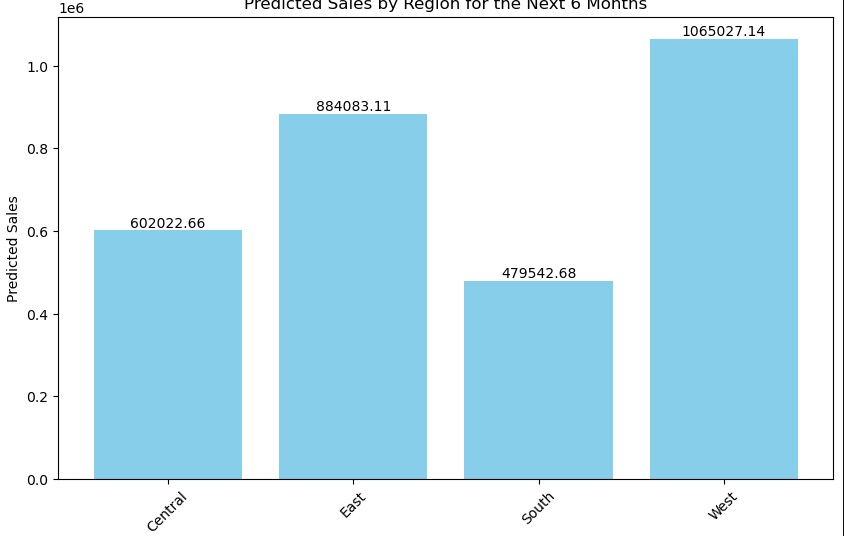 Predicted Sales by Region for the Next 6 Months
1e6
1065027.14
1.0
884083.11
0.8
602022.66
0.6
479542.68
0.4
0.2
0.0
Predicted Sales
Central
East
South
West